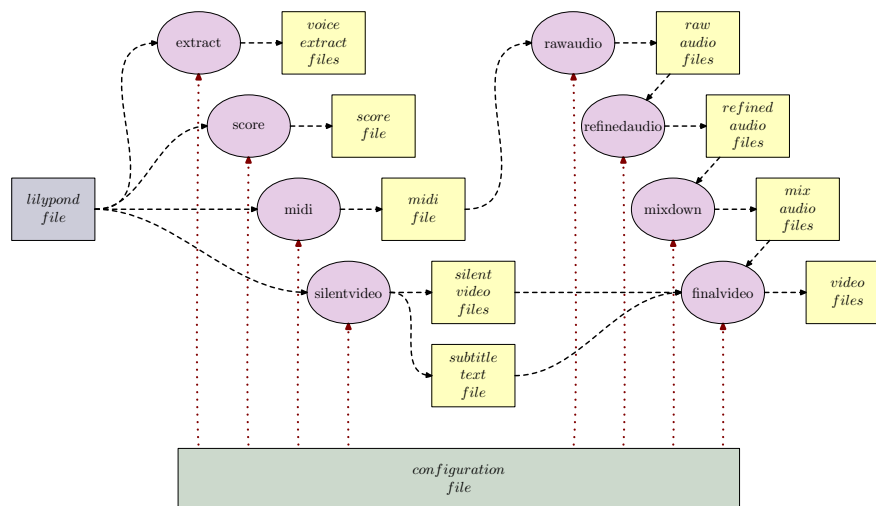 extract
voice
extract
files
rawaudio
raw
audio
files
score
score
file
refinedaudio
refined
audio
files
lilypond
file
midi
midi
file
mixdown
mix
audio
files
silentvideo
silent
video
files
finalvideo
video
files
subtitle
text
file
configuration
file